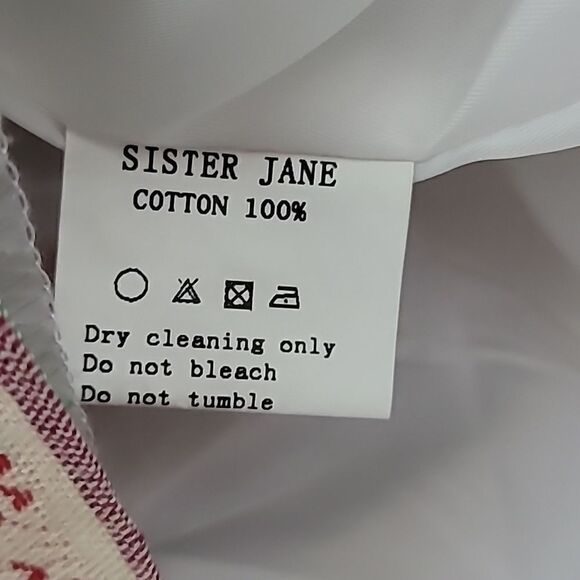 SISTER JANE
COTTON 100%
Dry cleaning only
Do not bleach
Do not tumble